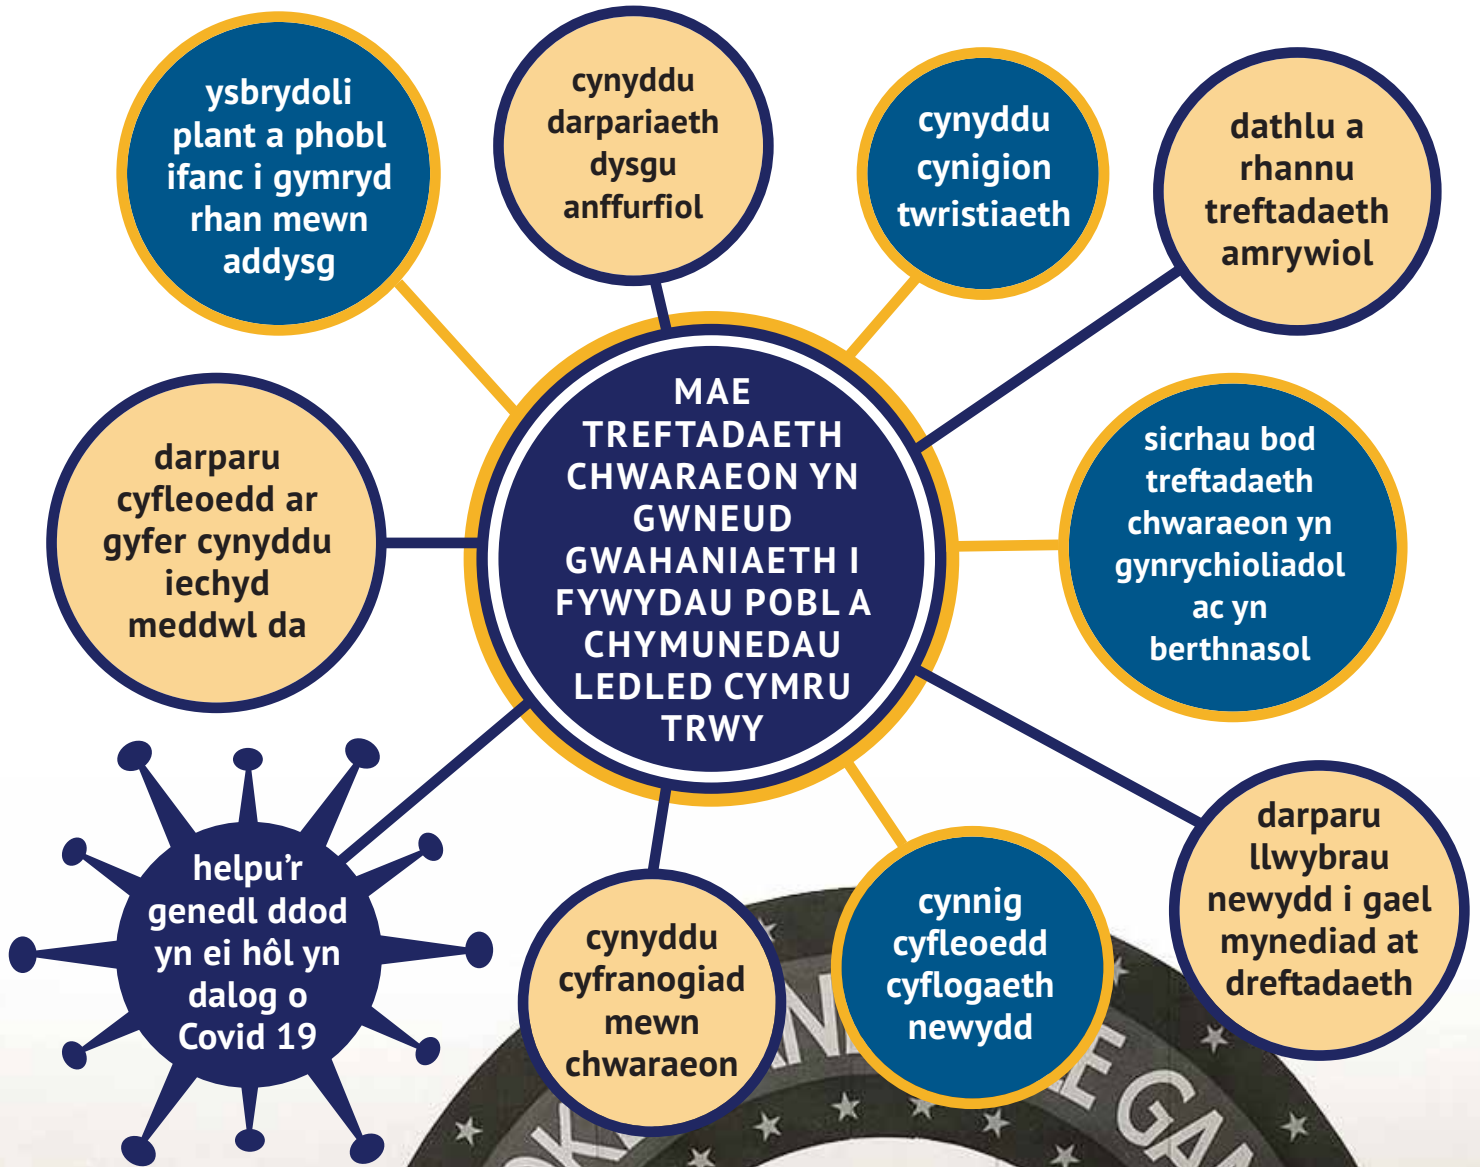 ysbrydoli
plant a phobl
ifanc i gymryd
rhan mewn
addysg
cynyddu
darpariaeth
dysgu
anffurfiol
cynyddu
cynigion
twristiaeth
dathlu a
rhannu
treftadaeth
amrywiol
MAE
TREFTADAETH
CHWARAEON YN
GWNEUD
GWAHANIAETH I
FYWYDAU POBL A
CHYMUNEDAU
LEDLED CYMRU
TRWY
darparu
cyfleoedd ar
gyfer cynyddu
iechyd
meddwl da
sicrhau bod
treftadaeth
chwaraeon yn
gynrychioliadol
ac yn
berthnasol
helpu'r
genedl ddod
yn ei hôl yn
dalog o
Covid 19
cynyddu
cyfranogiad
mewn
chwaraeon
cynnig
cyfleoedd
cyflogaeth
newydd
darparu
llwybrau
newydd i gael
mynediad at
dreftadaeth